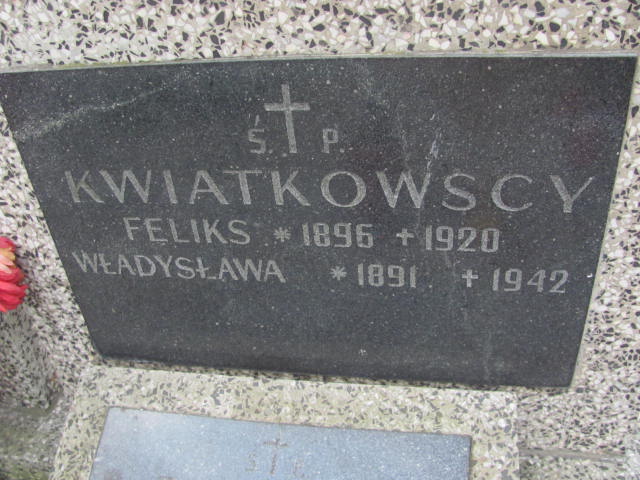 Ś. P.
KWIATKOWSCY
FELIKS * 1896 + 1920
WŁADYSŁAWA * 1891 + 1942
Ś P.